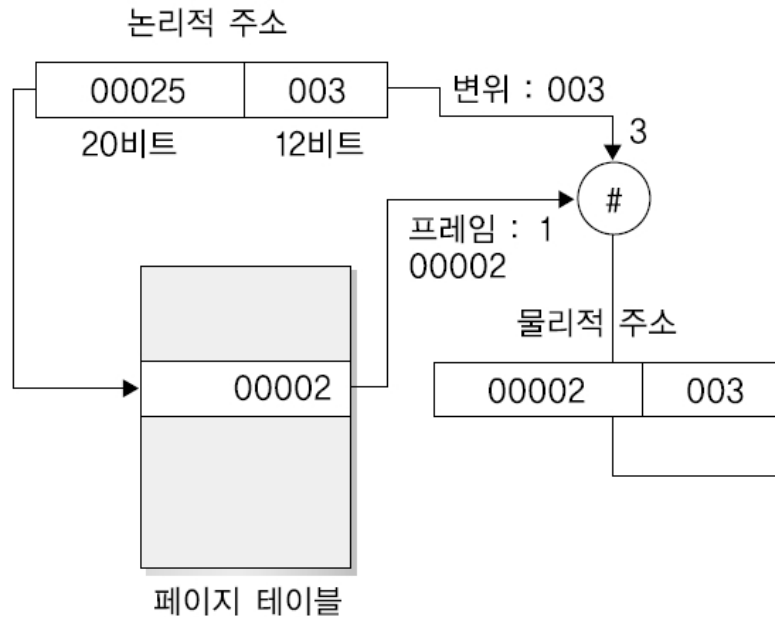 논리적 주소
00025 003
20비트 12비트
변위 : 003
3
#
프레임 : 1
00002
물리적 주소
00002
00002 003
페이지 테이블